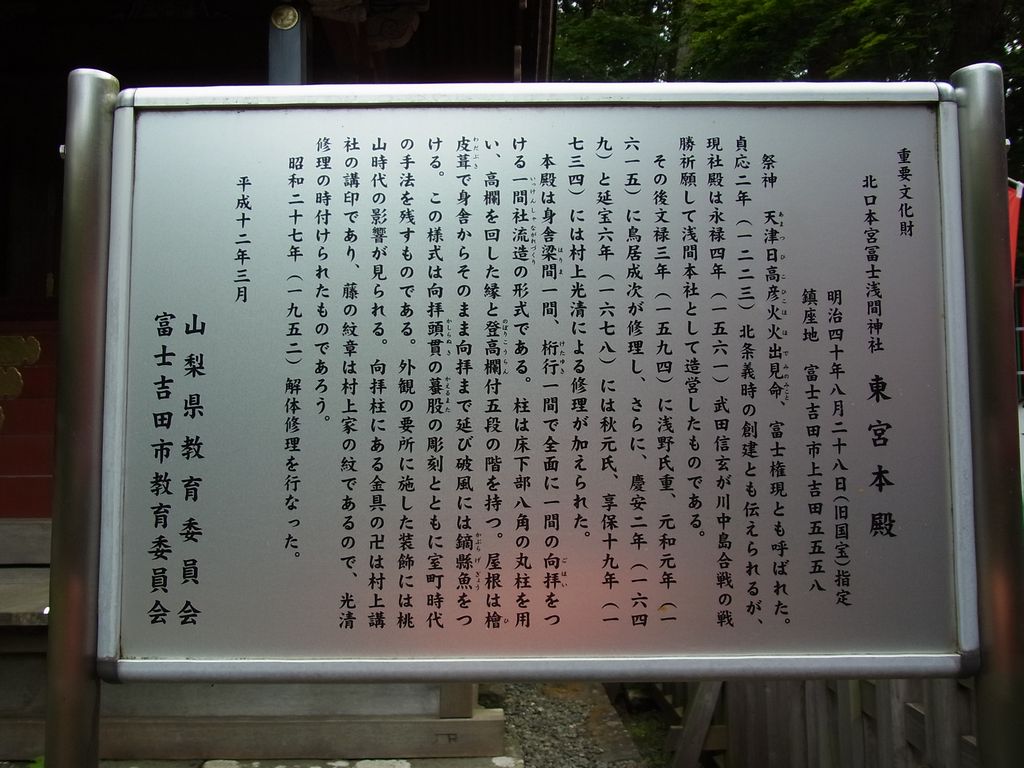 重要文化財
北口本宮冨士浅間神社 東宮本殿
明治四十年八月二十八日(旧国宝)指定
鎮座地 富士吉田市上吉田五五五八
祭神 天津日高彦火火出見命、富士権現とも呼ばれた。
貞応二年(一二二三)北条義時の創建とも伝えられるが、
現社殿は永禄四年(一五六一)武田信玄が川中島合戦の戦
勝祈願して浅間本社として造営したものである。
その後文禄三年(一五九四)に浅野氏重、元和元年(一
六一五)に鳥居成次が修理し、さらに、慶安二年(一六四
九)と延宝六年(一六七八)には秋元氏、享保十九年(一
七三四)には村上光清による修理が加えられた。
本殿は身舎梁間一間、桁行一間で全面に一間の向拝をつ
ける一間社流造の形式である。柱は床下部八角の丸柱を用
い、高欄を回した縁と登高欄付五段の階を持つ。屋根は檜
皮葺で身舎からそのまま向拝まで延び破風には鏑縣魚をつ
ける。この様式は向拝頭貫の蟇股の彫刻とともに室町時代
の手法を残すものである。外観の要所に施した装飾には桃
山時代の影響が見られる。向拝柱にある金具の卍は村上講
社の講印であり、藤の紋章は村上家の紋であるので、光清
修理の時付けられたものであろう。
昭和二十七年(一九五二)解体修理を行なった。
平成十二年三月
山梨県教育委員会
富士吉田市教育委員会